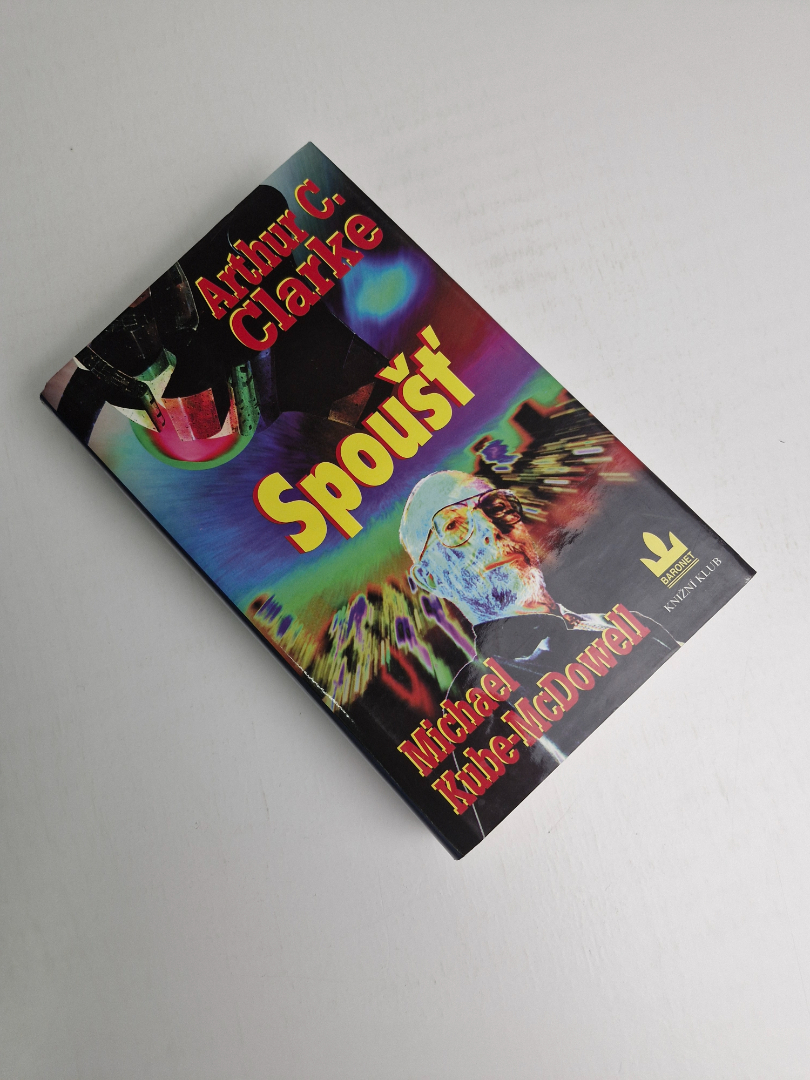 Arthur C.
Clarke
Spoušť
BARONET
KNIŽNÍ KLUB
Michael
Kube-McDowell